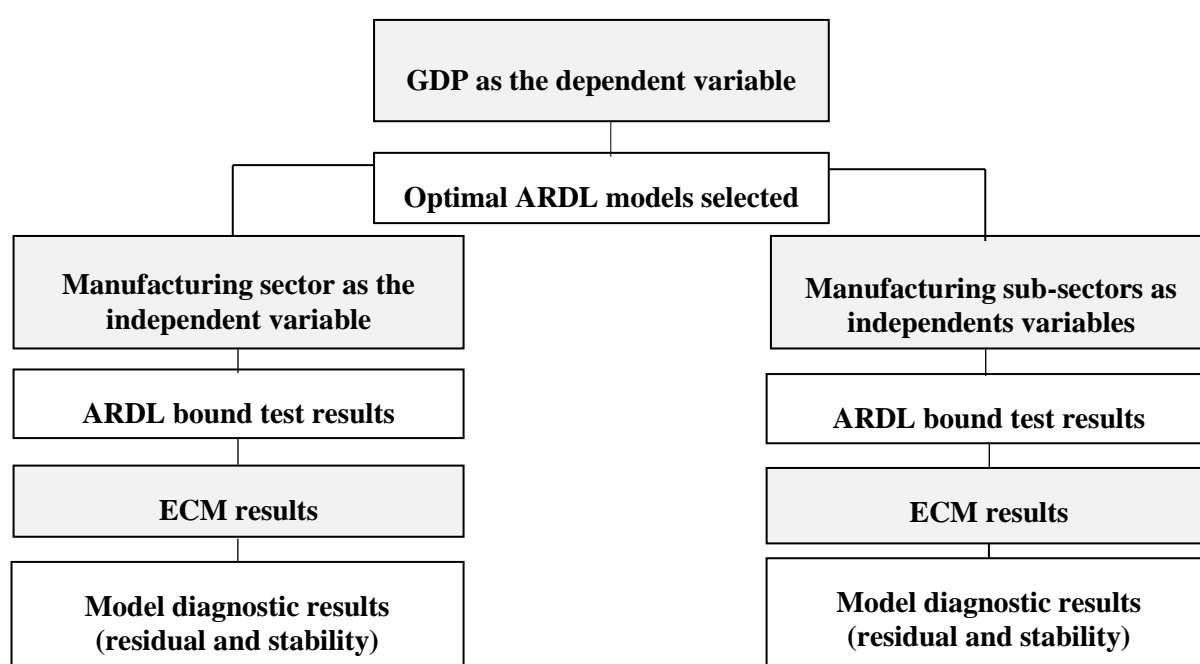 GDP as the dependent variable
Optimal ARDL models selected
Manufacturing sector as the
independent variable
ARDL bound test results
ECM results
Model diagnostic results
(residual and stability)
Manufacturing sub-sectors as
independents variables
ARDL bound test results
ECM results
Model diagnostic results
(residual and stability)